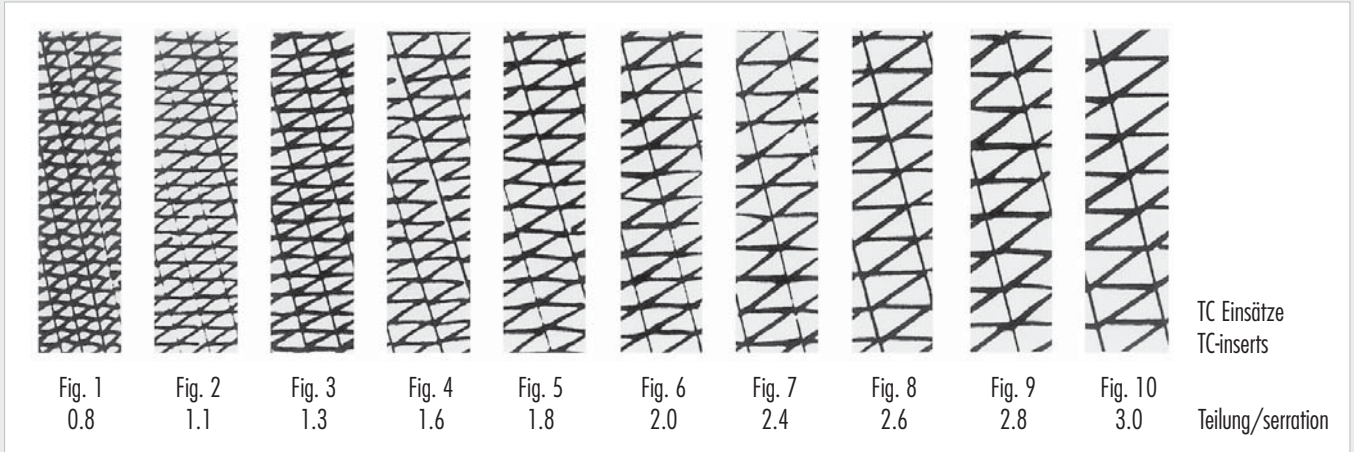 TC Einsätze
TC-inserts
Fig. 1 Fig. 2 Fig. 3 Fig. 4 Fig. 5 Fig. 6 Fig. 7 Fig. 8 Fig. 9 Fig. 10
0.8 1.1 1.3 1.6 1.8 2.0 2.4 2.6 2.8 3.0 Teilung/serration